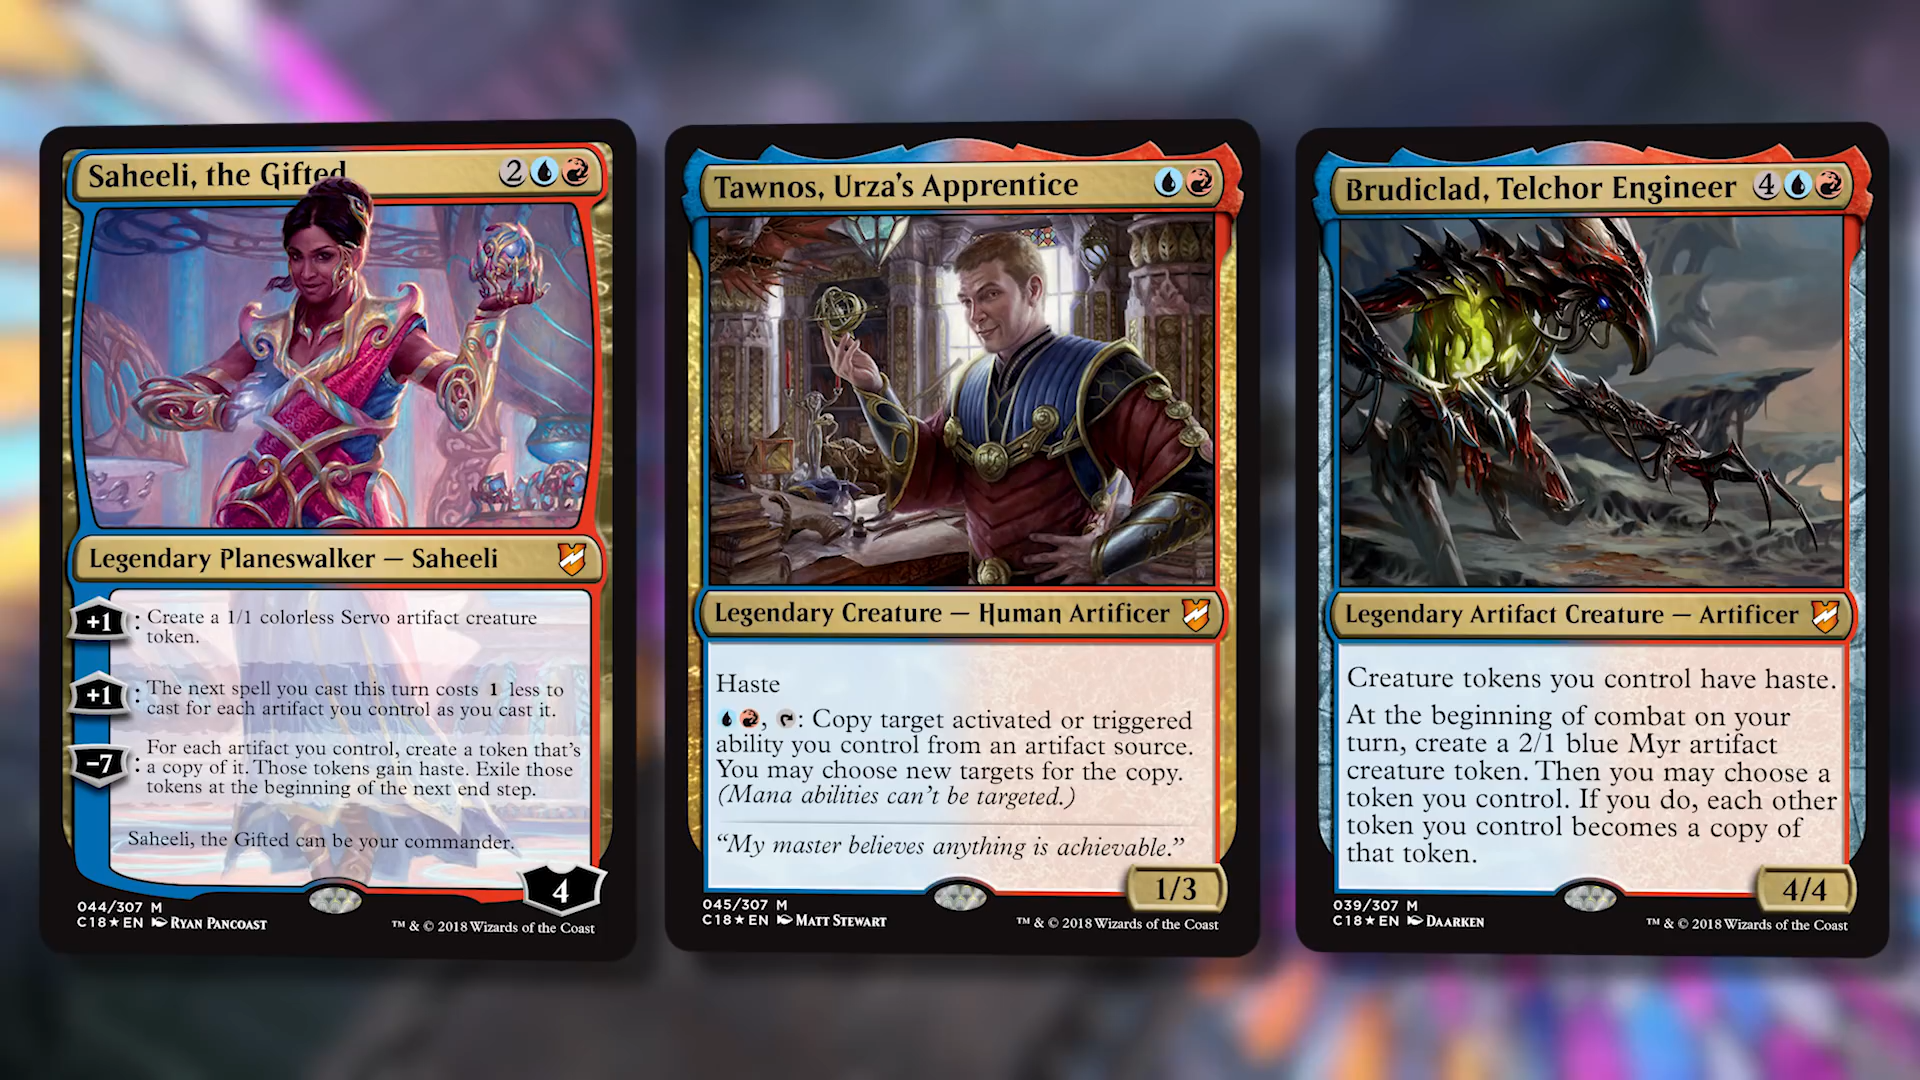 Saheeli, the Gifted
2
Legendary Planeswalker — Saheeli
+1 : Create a 1/1 colorless Servo artifact creature
token.
+1 : The next spell you cast this turn costs 1 less to
cast for each artifact you control as you cast it.
For each artifact you control, create a token that's
−7 : a copy of it. Those tokens gain haste. Exile those
tokens at the beginning of the next end step.
Saheeli, the Gifted can be your commander.
4
044/307 M
C18★EN Ryan Pancoast
™ & © 2018 Wizards of the Coast
Tawnos, Urza's Apprentice
Legendary Creature — Human Artificer
Haste
, : Copy target activated or triggered
ability you control from an artifact source.
You may choose new targets for the copy.
(Mana abilities can't be targeted.)
“My master believes anything is achievable.”
1/3
045/307 M
C18★EN Matt Stewart
™ & © 2018 Wizards of the Coast
Brudiclad, Telchor Engineer
4
Legendary Artifact Creature — Artificer
Creature tokens you control have haste.
At the beginning of combat on your
turn, create a 2/1 blue Myr artifact
creature token. Then you may choose a
token you control. If you do, each other
token you control becomes a copy of
that token.
4/4
039/307 M
C18★EN Daarken
™ & © 2018 Wizards of the Coast